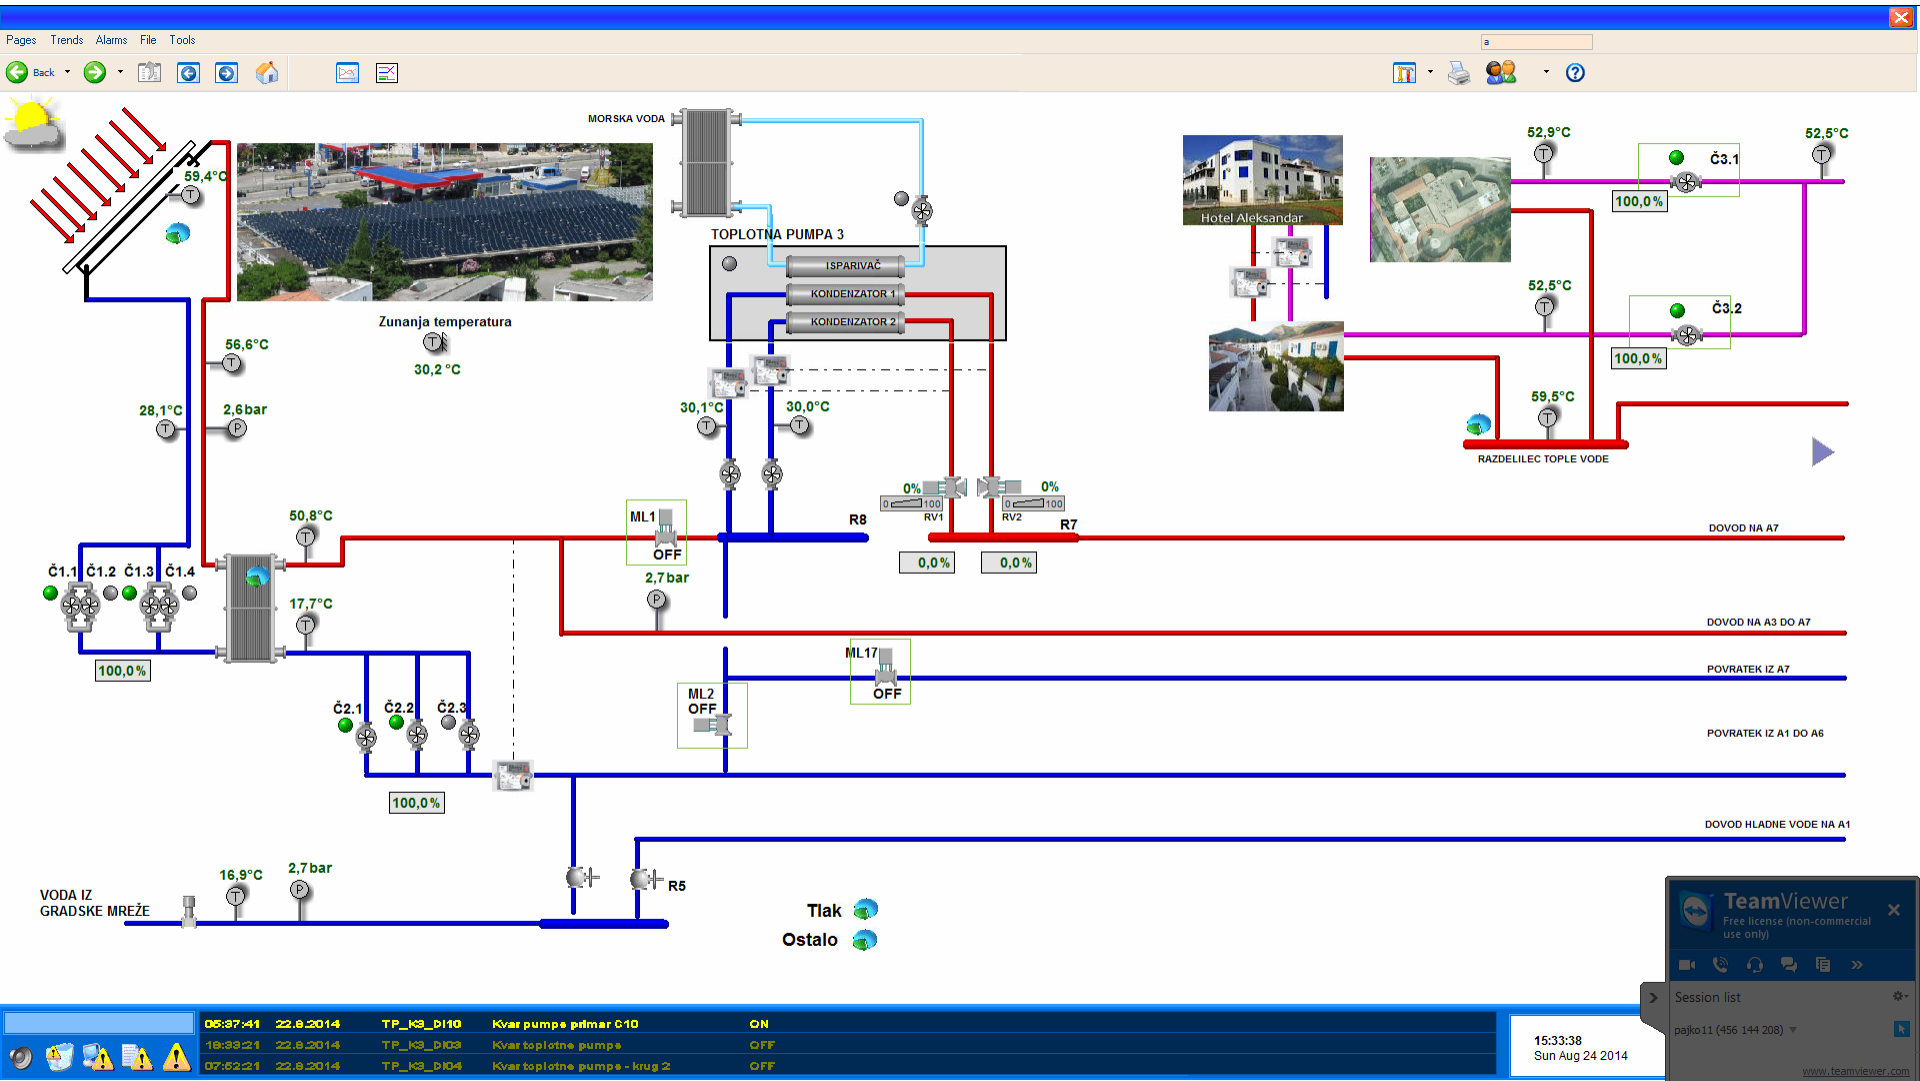 Pages Trends Alarms File Tools
a
Back
MORSKA VODA
52,9°C
52,5°C
Č3.1
59,4°C
T
T
T
100,0%
Hotel Aleksandar
TOPLOTNA PUMPA 3
ISPARIVAČ
KONDENZATOR 1
KONDENZATOR 2
52,5°C
T
Č3.2
Zunanja temperatura
T
30,2 °C
56,6°C
T
100,0%
28,1°C
T
2,6bar
P
30,1°C
T
30,0°C
T
59,5°C
T
RAZDELILEC TOPLE VODE
0%
0 100
RV1
0%
0 100
RV2
50,8°C
T
ML1
OFF
R8
R7
DOVOD NA A7
0,0%
0,0%
Č1.1 Č1.2 Č1.3 Č1.4
2,7bar
P
17,7°C
T
DOVOD NA A3 DO A7
100,0%
ML17
OFF
POVRATEK IZ A7
ML2
OFF
Č2.1 Č2.2 Č2.3
POVRATEK IZ A1 DO A6
100,0%
DOVOD HLADNE VODE NA A1
16,9°C
T
2,7bar
P
R5
VODA IZ
GRADSKE MREŽE
Tlak
Ostalo
TeamViewer
Free license (non-commercial
use only)
Session list
pajko11 (456 144 208)
www.teamviewer.com
05:37:41 22.8.2014 TP_K3_DI10 Kvar pumpe primar C10 ON
19:33:21 22.8.2014 TP_K3_DI03 Kvar toplotne pumpe OFF
07:52:21 22.8.2014 TP_K3_DI04 Kvar toplotne pumpe - krug 2 OFF
15:33:38
Sun Aug 24 2014